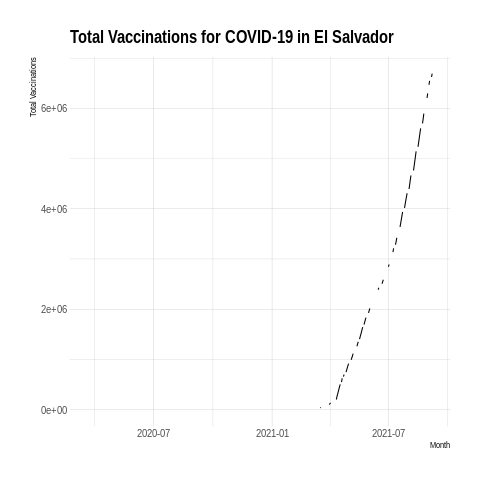 Total Vaccinations for COVID-19 in El Salvador
Total Vaccinations
6e+06
4e+06
2e+06
0e+00
2020-07 2021-01 2021-07
Month